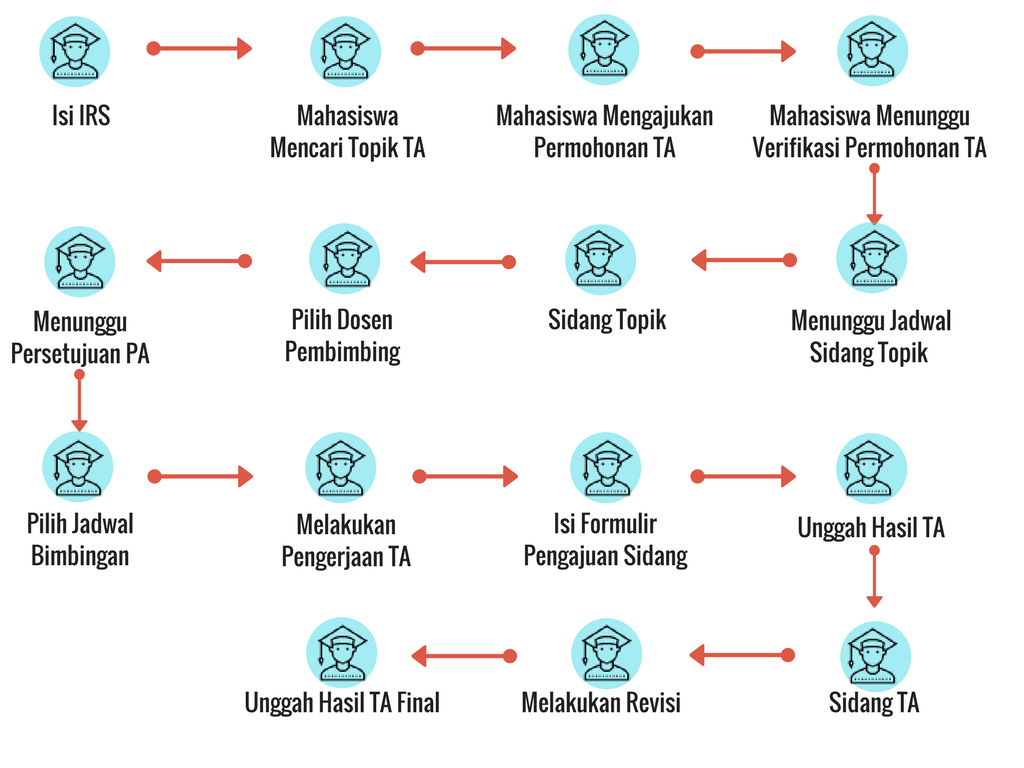 Isi IRS
Mahasiswa
Mencari Topik TA
Mahasiswa Mengajukan
Permohonan TA
Mahasiswa Menunggu
Verifikasi Permohonan TA
Menunggu Jadwal
Sidang Topik
Sidang Topik
Pilih Dosen
Pembimbing
Menunggu
Persetujuan PA
Pilih Jadwal
Bimbingan
Melakukan
Pengerjaan TA
Isi Formulir
Pengajuan Sidang
Unggah Hasil TA
Sidang TA
Melakukan Revisi
Unggah Hasil TA Final